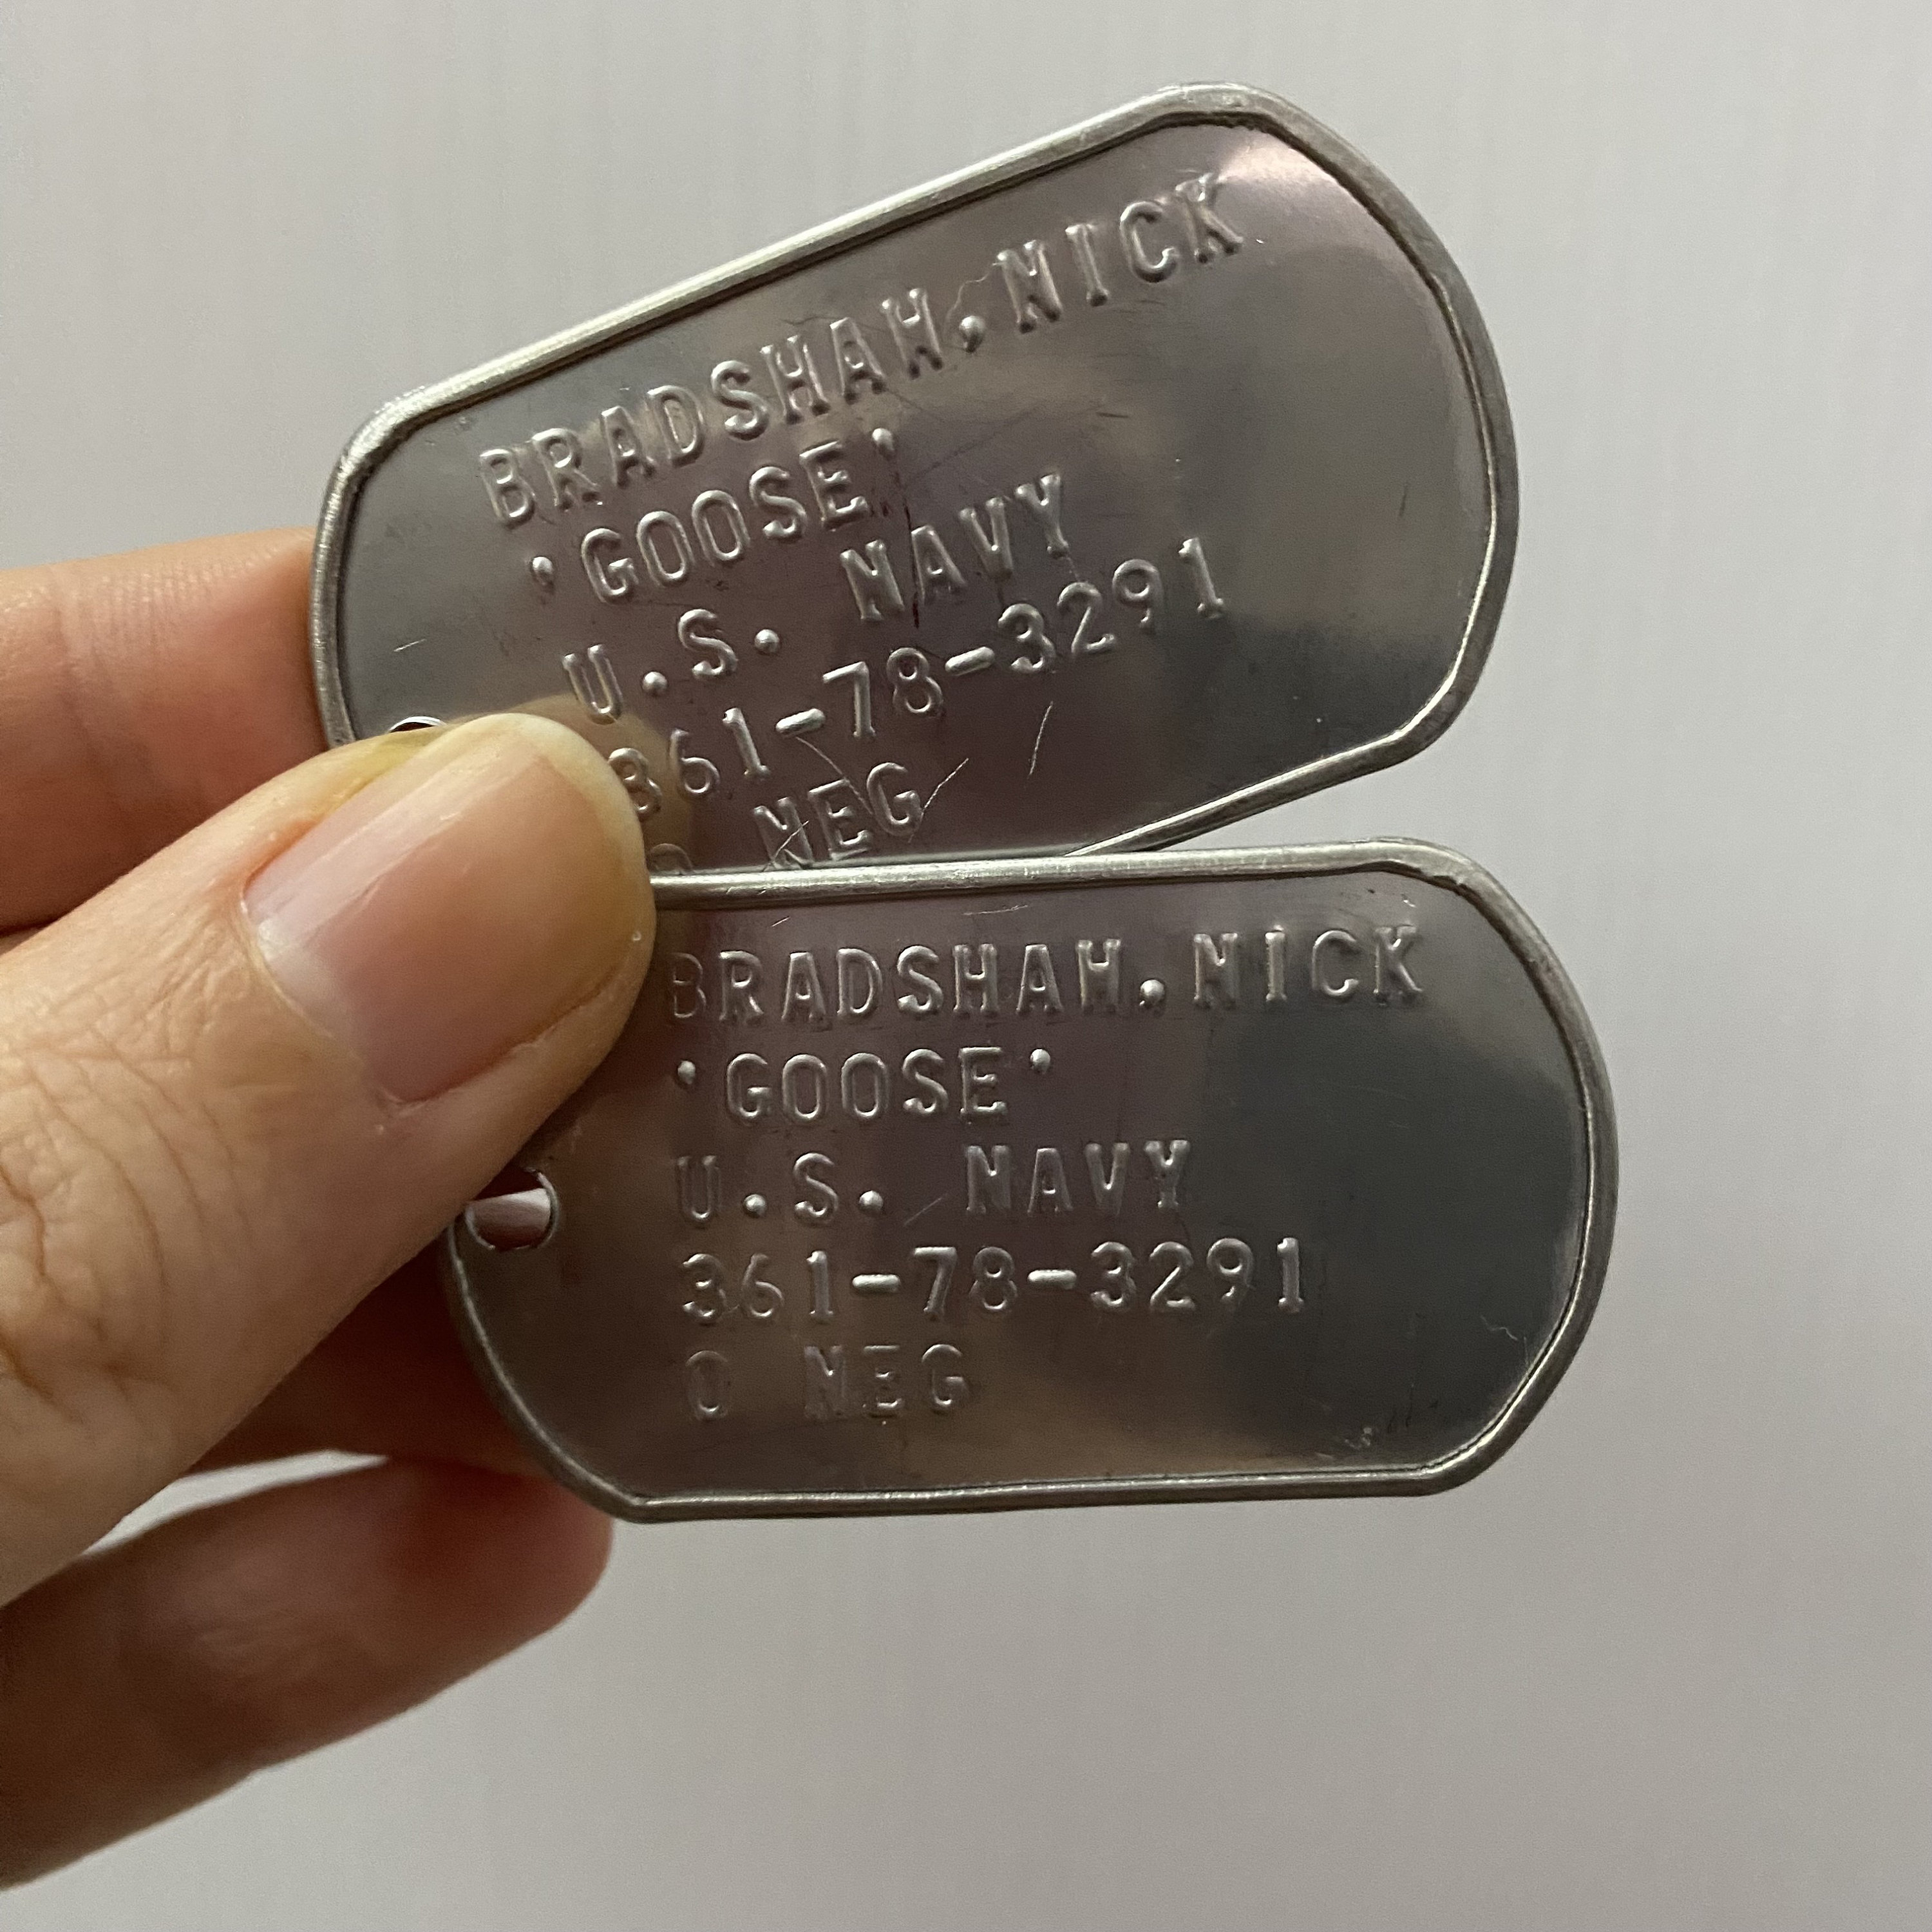 BRADSHAW,NICK
'GOOSE'
U.S. NAVY
361-78-3291
O NEG
BRADSHAW,NICK
'GOOSE'
U.S. NAVY
361-78-3291
O NEG